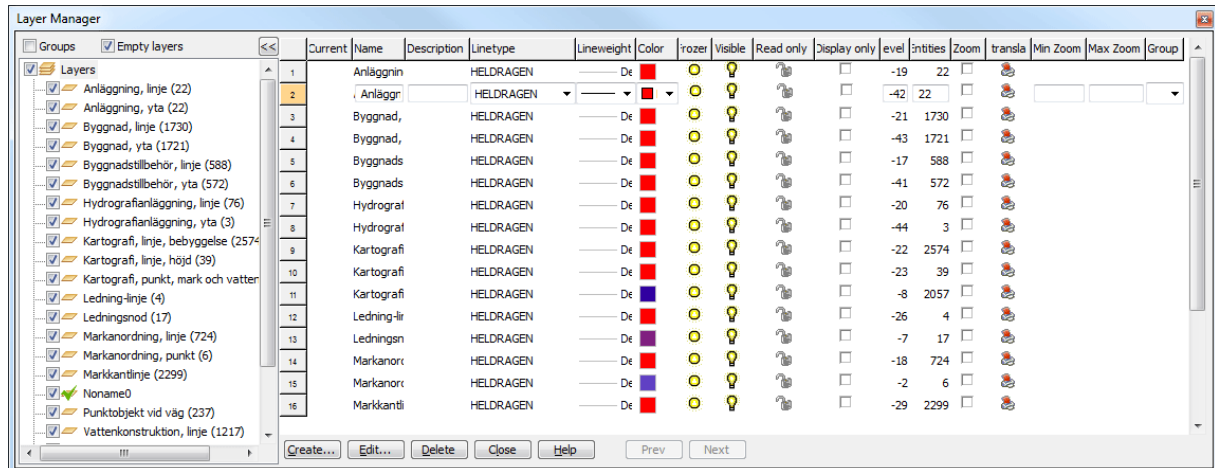 Layer Manager
Groups Empty layers <<
Layers
Anläggning, linje (22)
Anläggning, yta (22)
Byggnad, linje (1730)
Byggnad, yta (1721)
Byggnadstillbehör, linje (588)
Byggnadstillbehör, yta (572)
Hydrografianläggning, linje (76)
Hydrografianläggning, yta (3)
Kartografi, linje, bebyggelse (2574
Kartografi, linje, höjd (39)
Kartografi, punkt, mark och vatten
Ledning-linje (4)
Ledningsnod (17)
Markanordning, linje (724)
Markanordning, punkt (6)
Markkantlinje (2299)
Noname0
Punktobjekt vid väg (237)
Vattenkonstruktion, linje (1217)
Current Name Description Linetype Lineweight Color Frozer Visible Read only Display only evel Entities Zoom transla Min Zoom Max Zoom Group
1 Anläggnin HELDRAGEN De -19 22
2 Anläggr HELDRAGEN -42 22
3 Byggnad, HELDRAGEN De -21 1730
4 Byggnad, HELDRAGEN De -43 1721
5 Byggnads HELDRAGEN De -17 588
6 Byggnads HELDRAGEN De -41 572
7 Hydrograf HELDRAGEN De -20 76
8 Hydrograf HELDRAGEN De -44 3
9 Kartografi HELDRAGEN De -22 2574
10 Kartografi HELDRAGEN De -23 39
11 Kartografi HELDRAGEN De -8 2057
12 Ledning-lir HELDRAGEN De -26 4
13 Ledningsn HELDRAGEN De -7 17
14 Markanorc HELDRAGEN De -18 724
15 Markanorc HELDRAGEN De -2 6
16 Markkantli HELDRAGEN De -29 2299
Create... Edit... Delete Close Help Prev Next